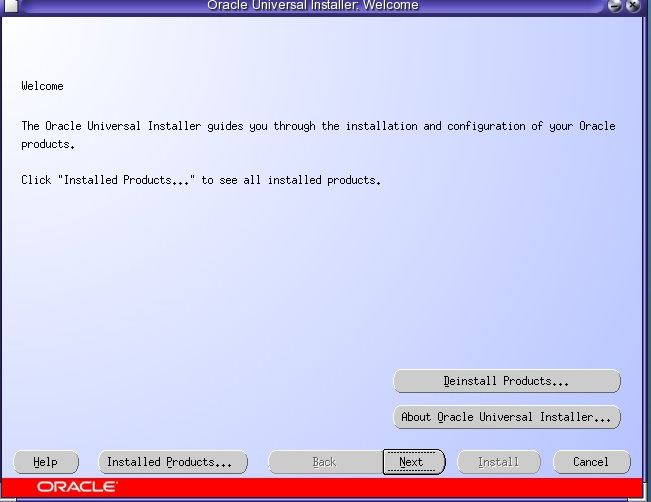 Oracle Universal Installer: Welcome
Welcome
The Oracle Universal Installer guides you through the installation and configuration of your Oracle
products.
Click "Installed Products..." to see all installed products.
Deinstall Products...
About Oracle Universal Installer...
Help Installed Products... Back Next Install Cancel
ORACLE